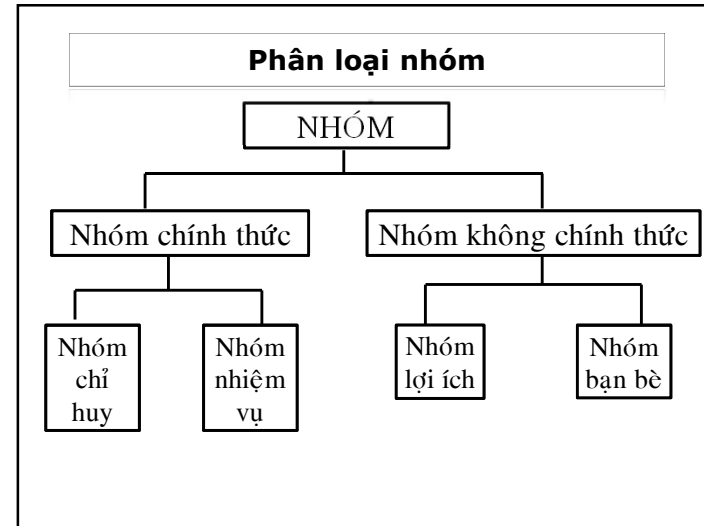 Phân loại nhóm
NHÓM
Nhóm chính thức
Nhóm không chính thức
Nhóm
chỉ
huy
Nhóm
nhiệm
vụ
Nhóm
lợi ích
Nhóm
bạn bè